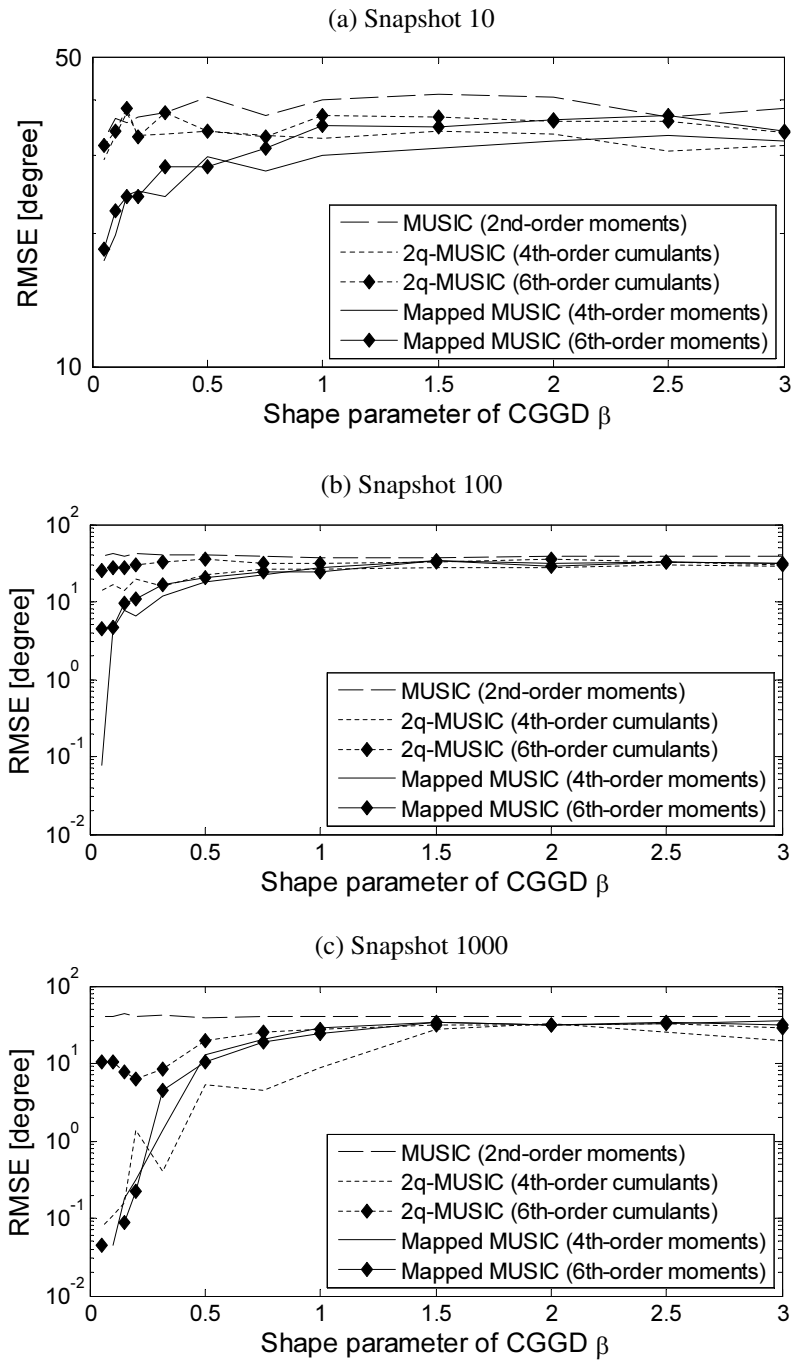 (a) Snapshot 10
50
10
RMSE [degree]
MUSIC (2nd-order moments)
2q-MUSIC (4th-order cumulants)
2q-MUSIC (6th-order cumulants)
Mapped MUSIC (4th-order moments)
Mapped MUSIC (6th-order moments)
0 0.5 1 1.5 2 2.5 3
Shape parameter of CGGD β
(b) Snapshot 100
10^2
10^1
10^0
10^-1
10^-2
RMSE [degree]
MUSIC (2nd-order moments)
2q-MUSIC (4th-order cumulants)
2q-MUSIC (6th-order cumulants)
Mapped MUSIC (4th-order moments)
Mapped MUSIC (6th-order moments)
0 0.5 1 1.5 2 2.5 3
Shape parameter of CGGD β
(c) Snapshot 1000
10^2
10^1
10^0
10^-1
10^-2
RMSE [degree]
MUSIC (2nd-order moments)
2q-MUSIC (4th-order cumulants)
2q-MUSIC (6th-order cumulants)
Mapped MUSIC (4th-order moments)
Mapped MUSIC (6th-order moments)
0 0.5 1 1.5 2 2.5 3
Shape parameter of CGGD β